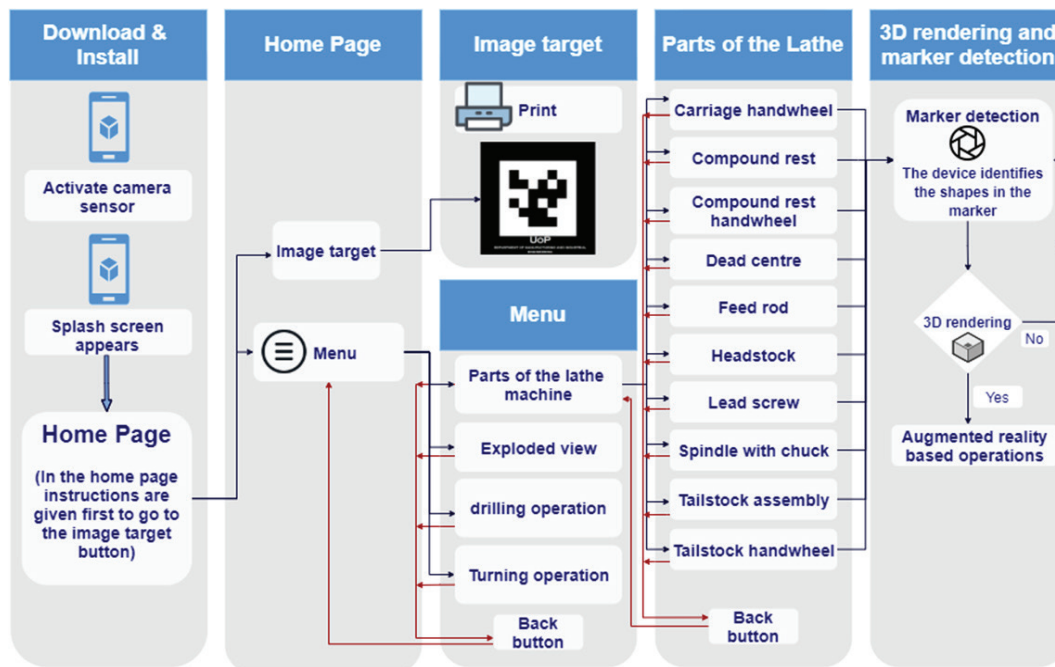 Download &
Install
Activate camera
sensor
Splash screen
appears
Home Page
(In the home page
instructions are
given first to go to
the image target
button)
Home Page
Image target
Menu
Image target
Print
UoP
Menu
Parts of the lathe
machine
Exploded view
drilling operation
Turning operation
Back
button
Parts of the Lathe
Carriage handwheel
Compound rest
Compound rest
handwheel
Dead centre
Feed rod
Headstock
Lead screw
Spindle with chuck
Tailstock assembly
Tailstock handwheel
Back
button
3D rendering and
marker detection
Marker detection
The device identifies
the shapes in the
marker
3D rendering
No
Yes
Augmented reality
based operations